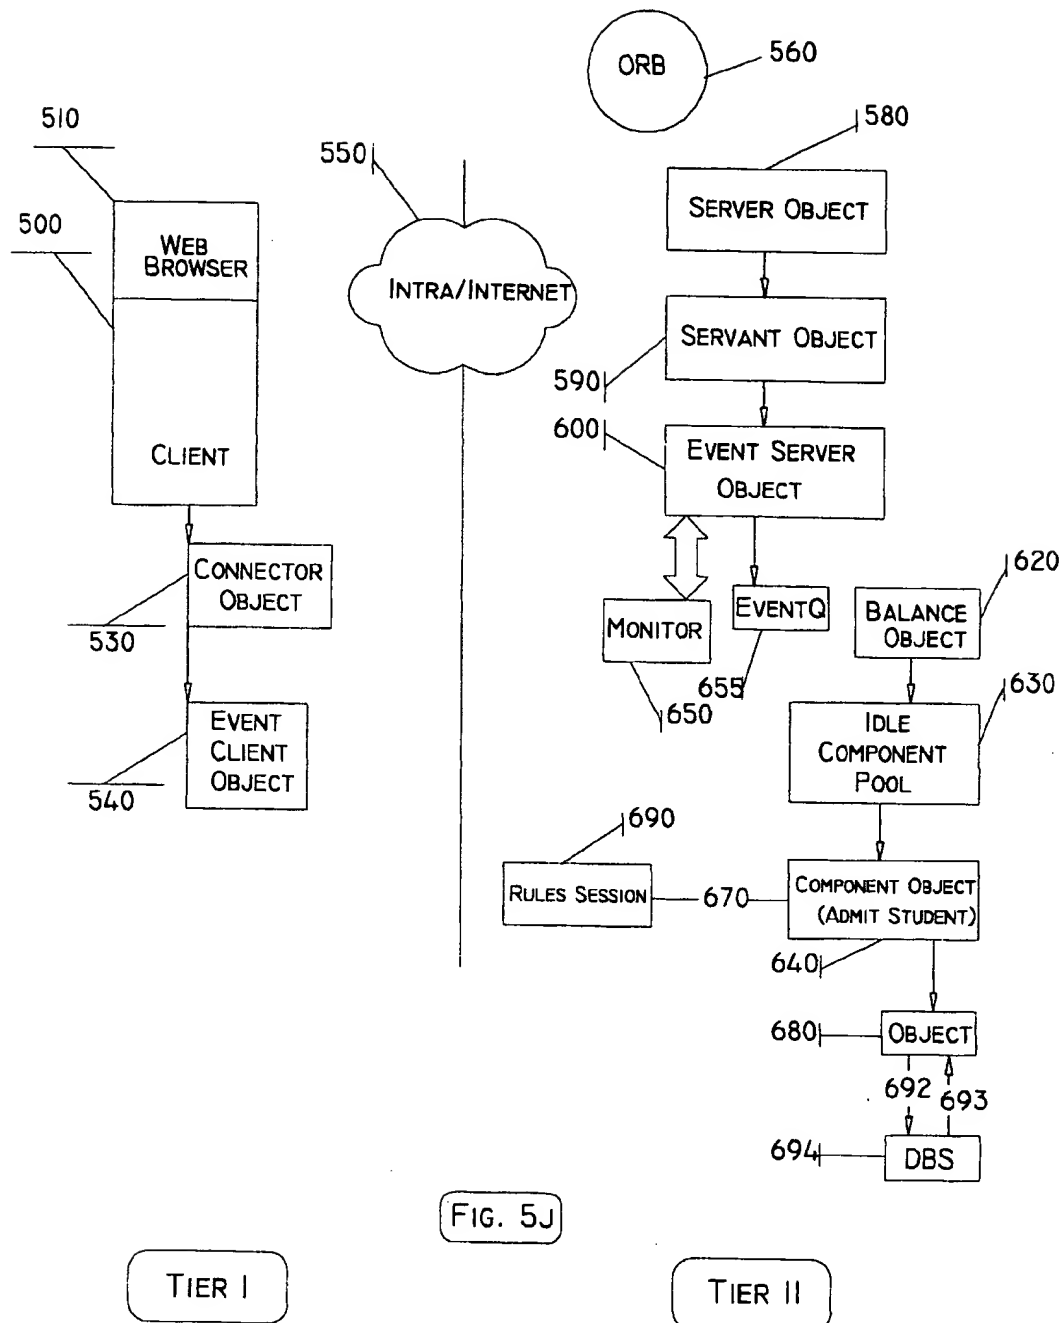 ORB
560
510
550
580
SERVER OBJECT
500
WEB
BROWSER
INTRA/INTERNET
SERVANT OBJECT
590
600
CLIENT
EVENT SERVER
OBJECT
CONNECTOR
OBJECT
530
MONITOR
EVENTQ
620
BALANCE
OBJECT
655
650
630
EVENT
CLIENT
OBJECT
540
IDLE
COMPONENT
POOL
690
RULES SESSION
670
COMPONENT OBJECT
(ADMIT STUDENT)
640
680
OBJECT
692
693
694
DBS
FIG. 5J
TIER I
TIER II